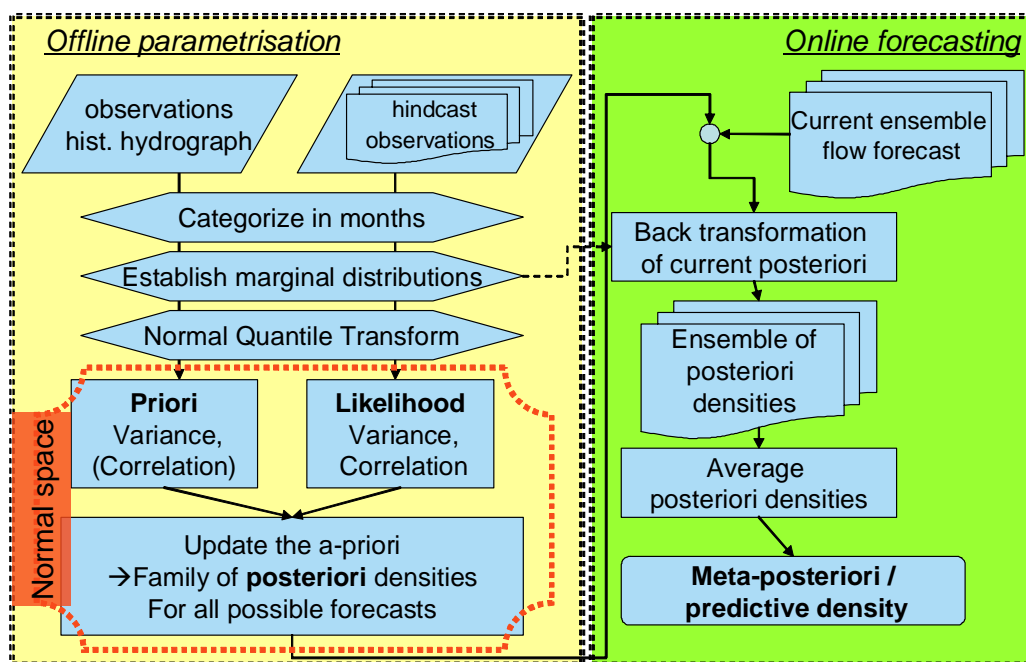 Offline parametrisation
observations
hist. hydrograph
hindcast
observations
Categorize in months
Establish marginal distributions
Normal Quantile Transform
Normal space
Priori
Variance,
(Correlation)
Likelihood
Variance,
Correlation
Update the a-priori
→Family of posteriori densities
For all possible forecasts
Online forecasting
Current ensemble
flow forecast
Back transformation
of current posteriori
Ensemble of
posteriori
densities
Average
posteriori densities
Meta-posteriori /
predictive density